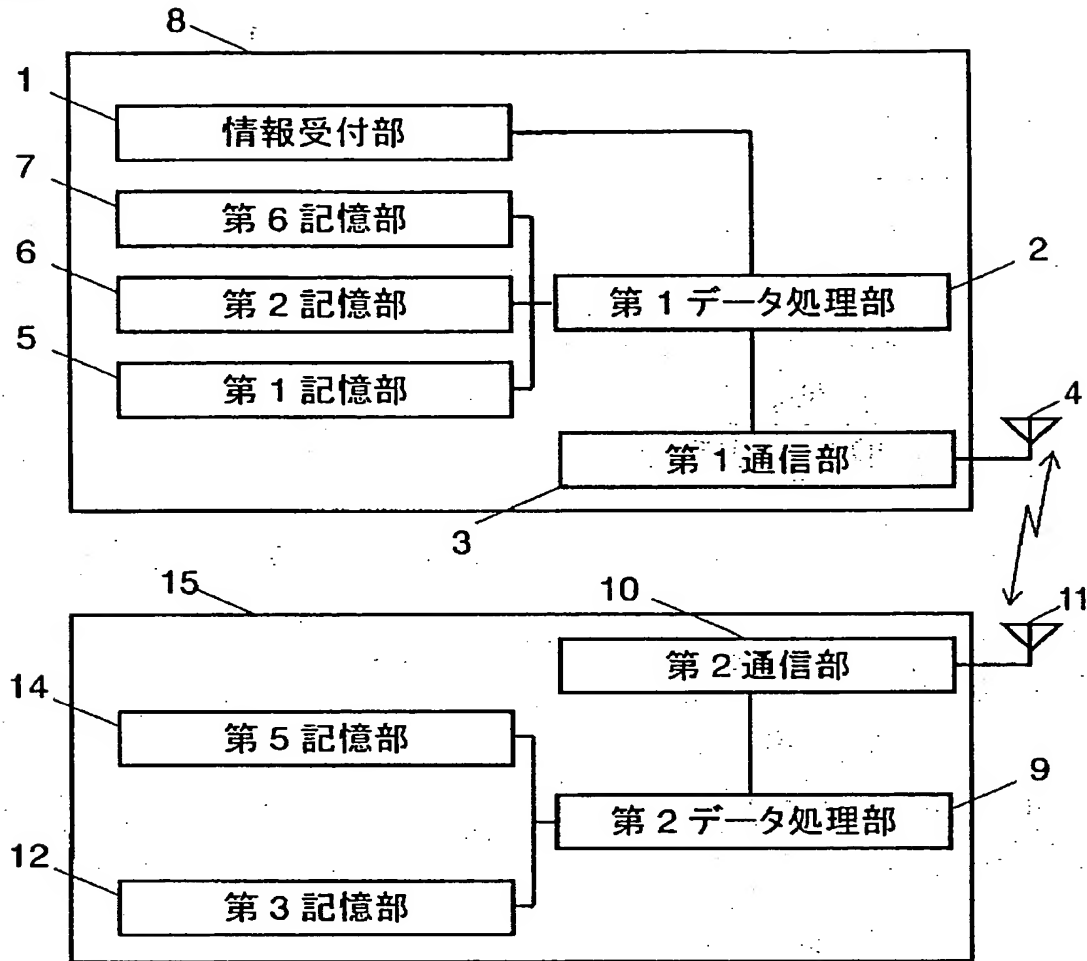 8
1
情報受付部
7
第6記憶部
6
第2記憶部
2
第1データ処理部
5
第1記憶部
4
第1通信部
3
15
10
11
第2通信部
14
第5記憶部
9
第2データ処理部
12
第3記憶部